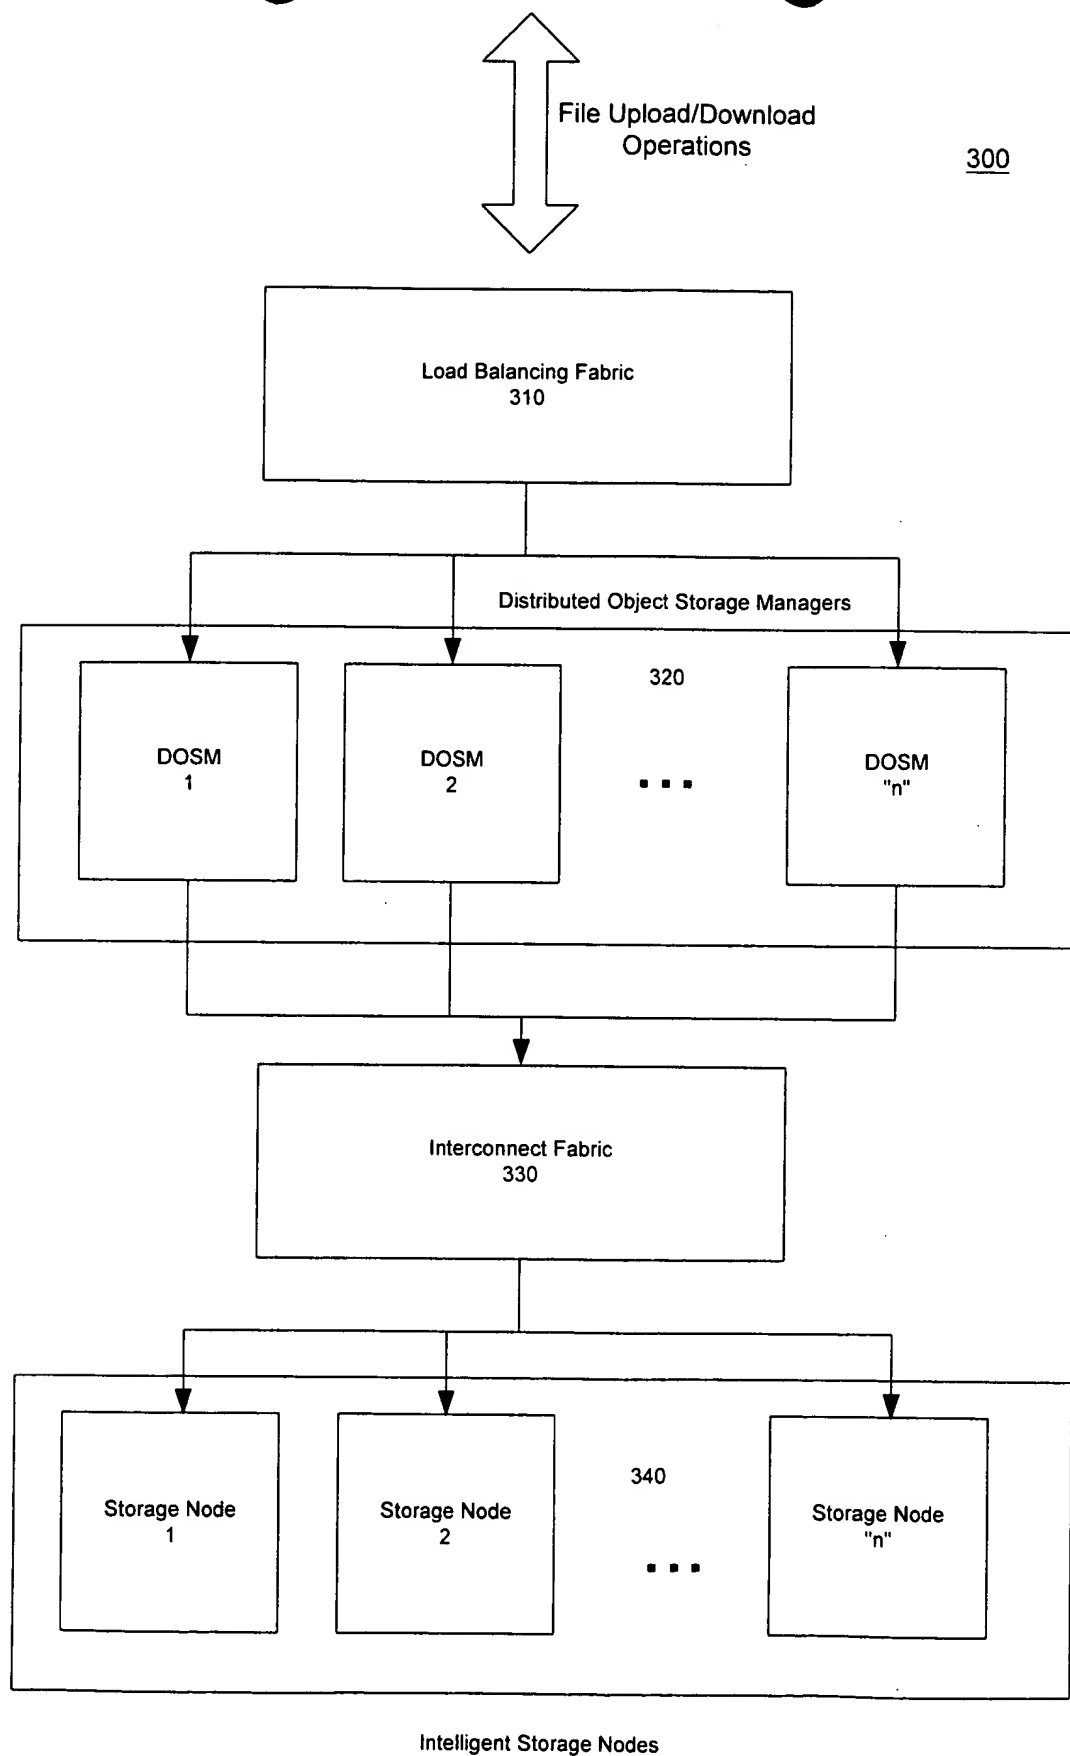 File Upload/Download
Operations
300
Load Balancing Fabric
310
Distributed Object Storage Managers
320
DOSM
1
DOSM
2
DOSM
"n"
Interconnect Fabric
330
340
Storage Node
1
Storage Node
2
Storage Node
"n"
Intelligent Storage Nodes